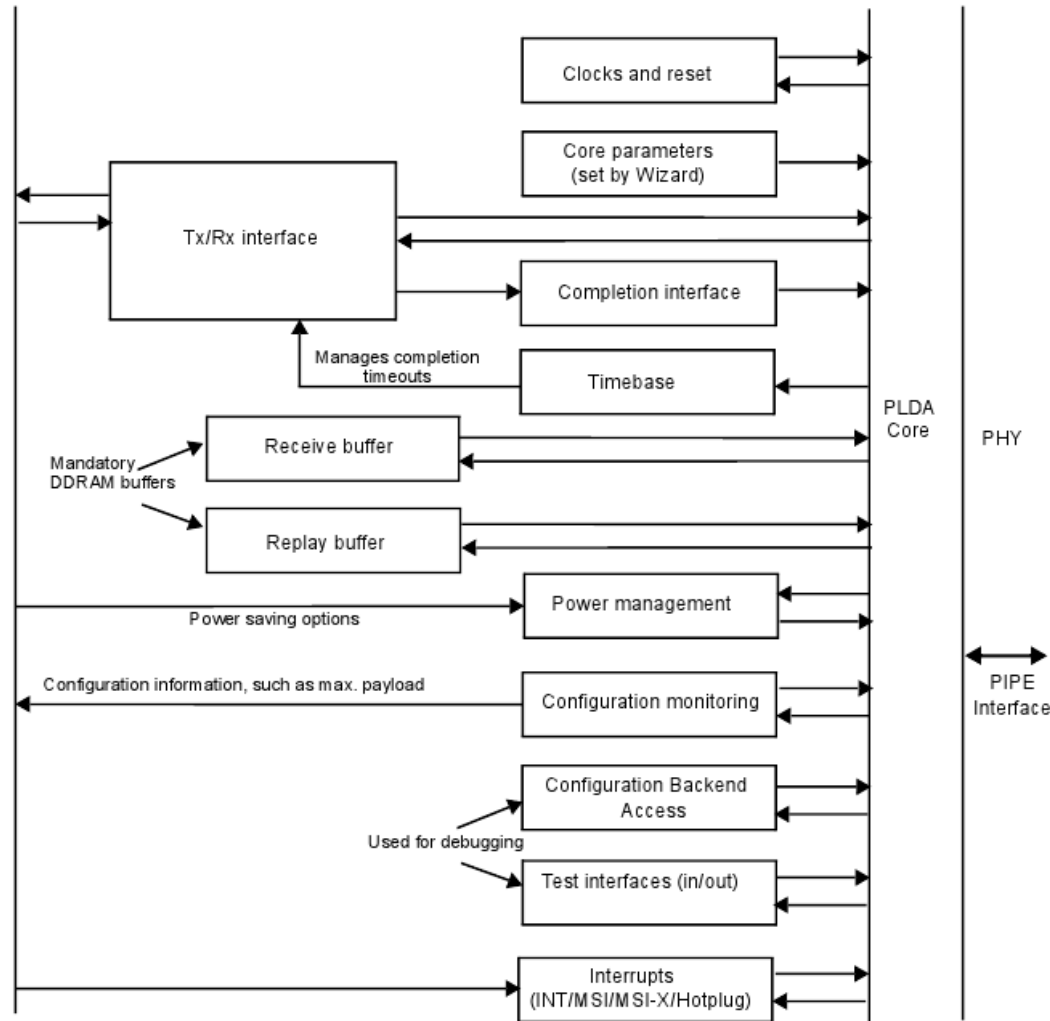 Clocks and reset
Core parameters
(set by Wizard)
Tx/Rx interface
Completion interface
Manages completion
timeouts
Timebase
PLDA
Core
PHY
Receive buffer
Mandatory
DDRAM buffers
Replay buffer
Power management
Power saving options
Configuration information, such as max. payload
Configuration monitoring
PIPE
Interface
Configuration Backend
Access
Used for debugging
Test interfaces (in/out)
Interrupts
(INT/MSI/MSI-X/Hotplug)